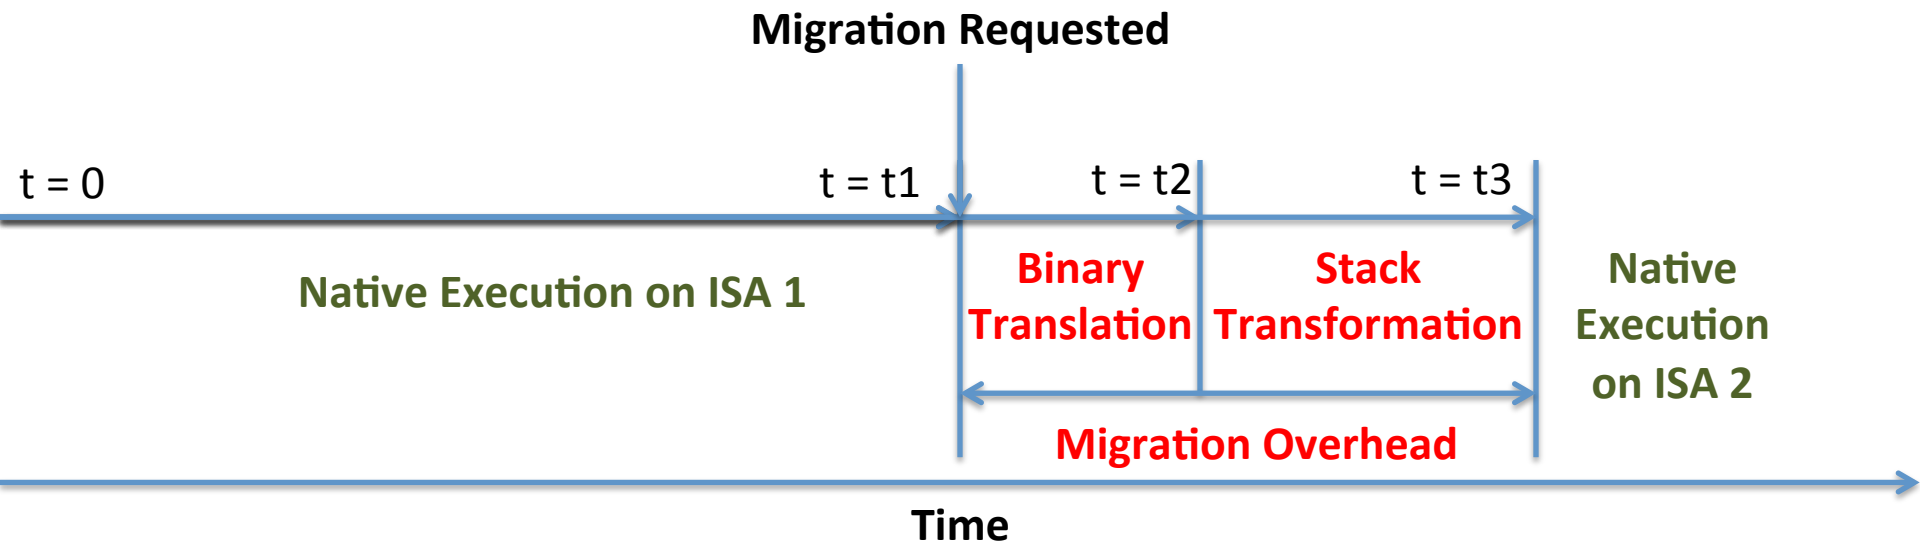 Migration Requested
t = 0
t = t1
t = t2
t = t3
Native Execution on ISA 1
Binary
Translation
Stack
Transformation
Native
Execution
on ISA 2
Migration Overhead
Time